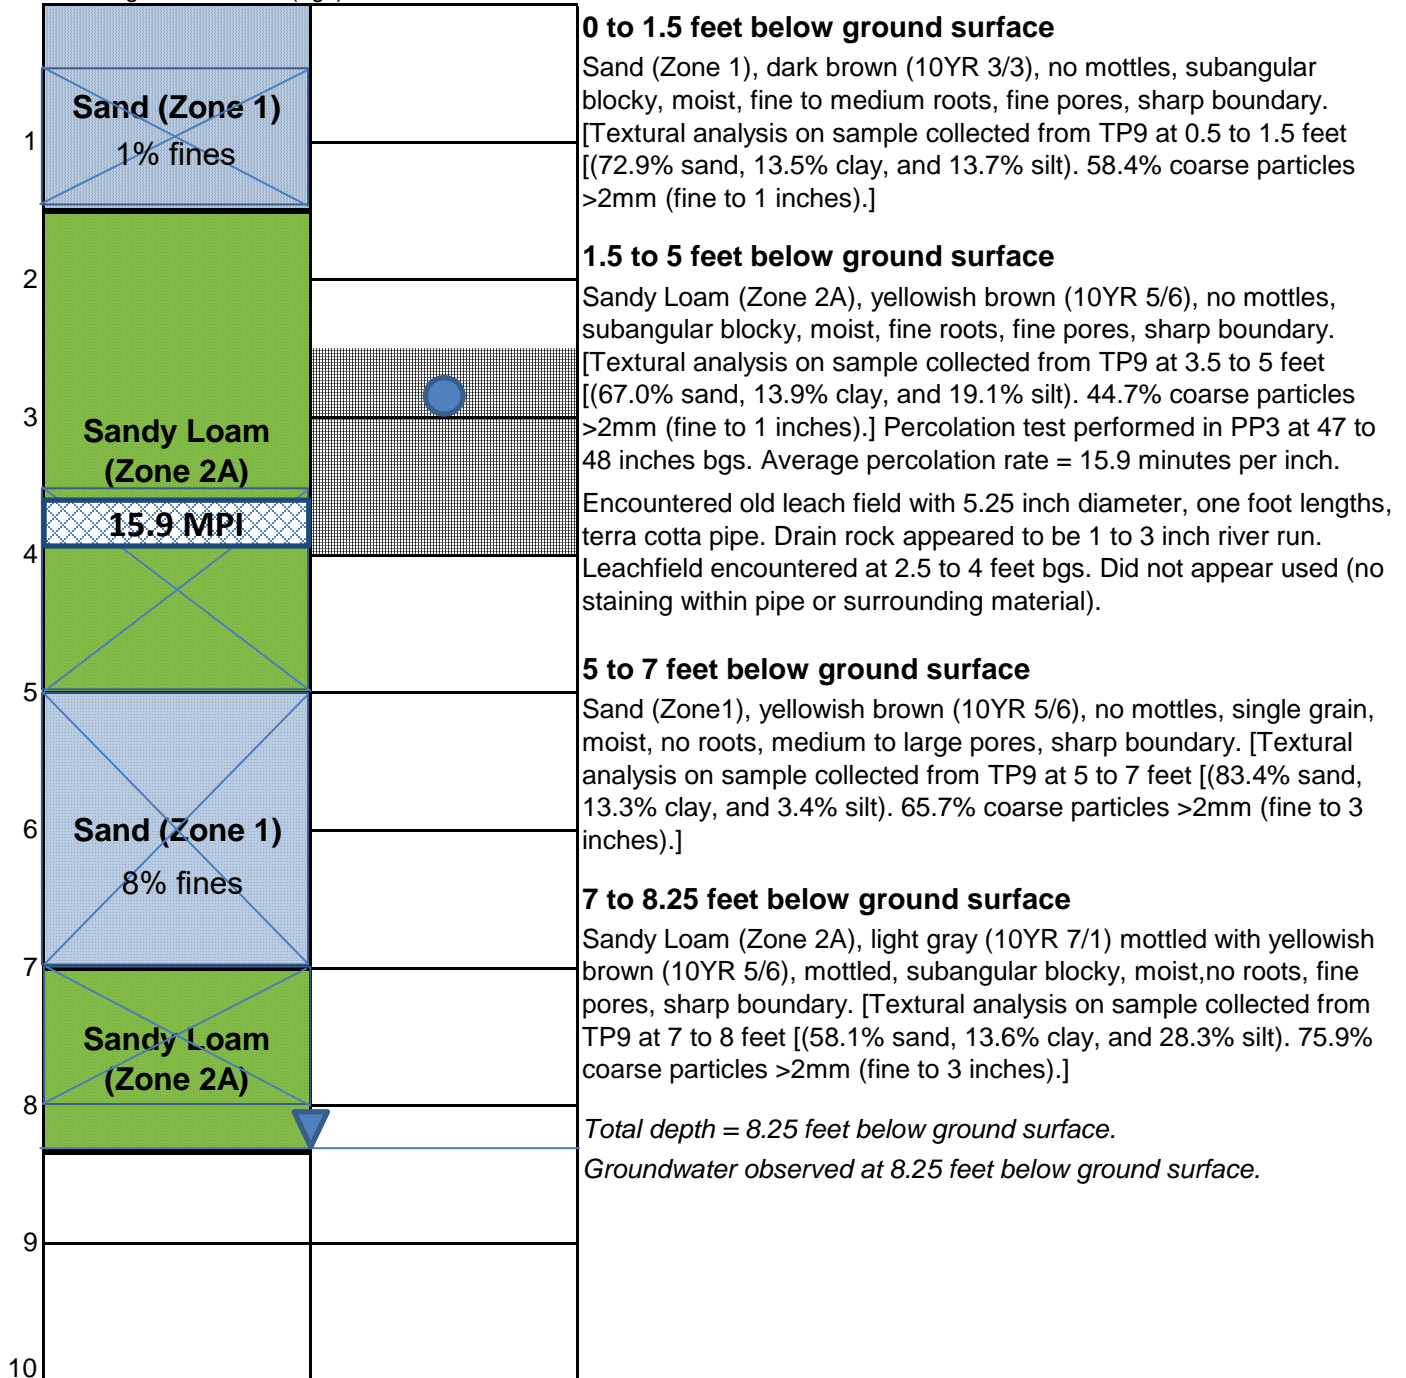 0 to 1.5 feet below ground surface
Sand (Zone 1), dark brown (10YR 3/3), no mottles, subangular
blocky, moist, fine to medium roots, fine pores, sharp boundary.
[Textural analysis on sample collected from TP9 at 0.5 to 1.5 feet
[(72.9% sand, 13.5% clay, and 13.7% silt). 58.4% coarse particles
>2mm (fine to 1 inches).]
Sand (Zone 1)
1% fines
1
1.5 to 5 feet below ground surface
Sandy Loam (Zone 2A), yellowish brown (10YR 5/6), no mottles,
subangular blocky, moist, fine roots, fine pores, sharp boundary.
[Textural analysis on sample collected from TP9 at 3.5 to 5 feet
[(67.0% sand, 13.9% clay, and 19.1% silt). 44.7% coarse particles
>2mm (fine to 1 inches).] Percolation test performed in PP3 at 47 to
48 inches bgs. Average percolation rate = 15.9 minutes per inch.
Encountered old leach field with 5.25 inch diameter, one foot lengths,
terra cotta pipe. Drain rock appeared to be 1 to 3 inch river run.
Leachfield encountered at 2.5 to 4 feet bgs. Did not appear used (no
staining within pipe or surrounding material).
2
3
Sandy Loam
(Zone 2A)
15.9 MPI
4
5
5 to 7 feet below ground surface
Sand (Zone1), yellowish brown (10YR 5/6), no mottles, single grain,
moist, no roots, medium to large pores, sharp boundary. [Textural
analysis on sample collected from TP9 at 5 to 7 feet [(83.4% sand,
13.3% clay, and 3.4% silt). 65.7% coarse particles >2mm (fine to 3
inches).]
6
Sand (Zone 1)
8% fines
7
7 to 8.25 feet below ground surface
Sandy Loam (Zone 2A), light gray (10YR 7/1) mottled with yellowish
brown (10YR 5/6), mottled, subangular blocky, moist,no roots, fine
pores, sharp boundary. [Textural analysis on sample collected from
TP9 at 7 to 8 feet [(58.1% sand, 13.6% clay, and 28.3% silt). 75.9%
coarse particles >2mm (fine to 3 inches).]
Sandy Loam
(Zone 2A)
8
Total depth = 8.25 feet below ground surface.
Groundwater observed at 8.25 feet below ground surface.
9
10